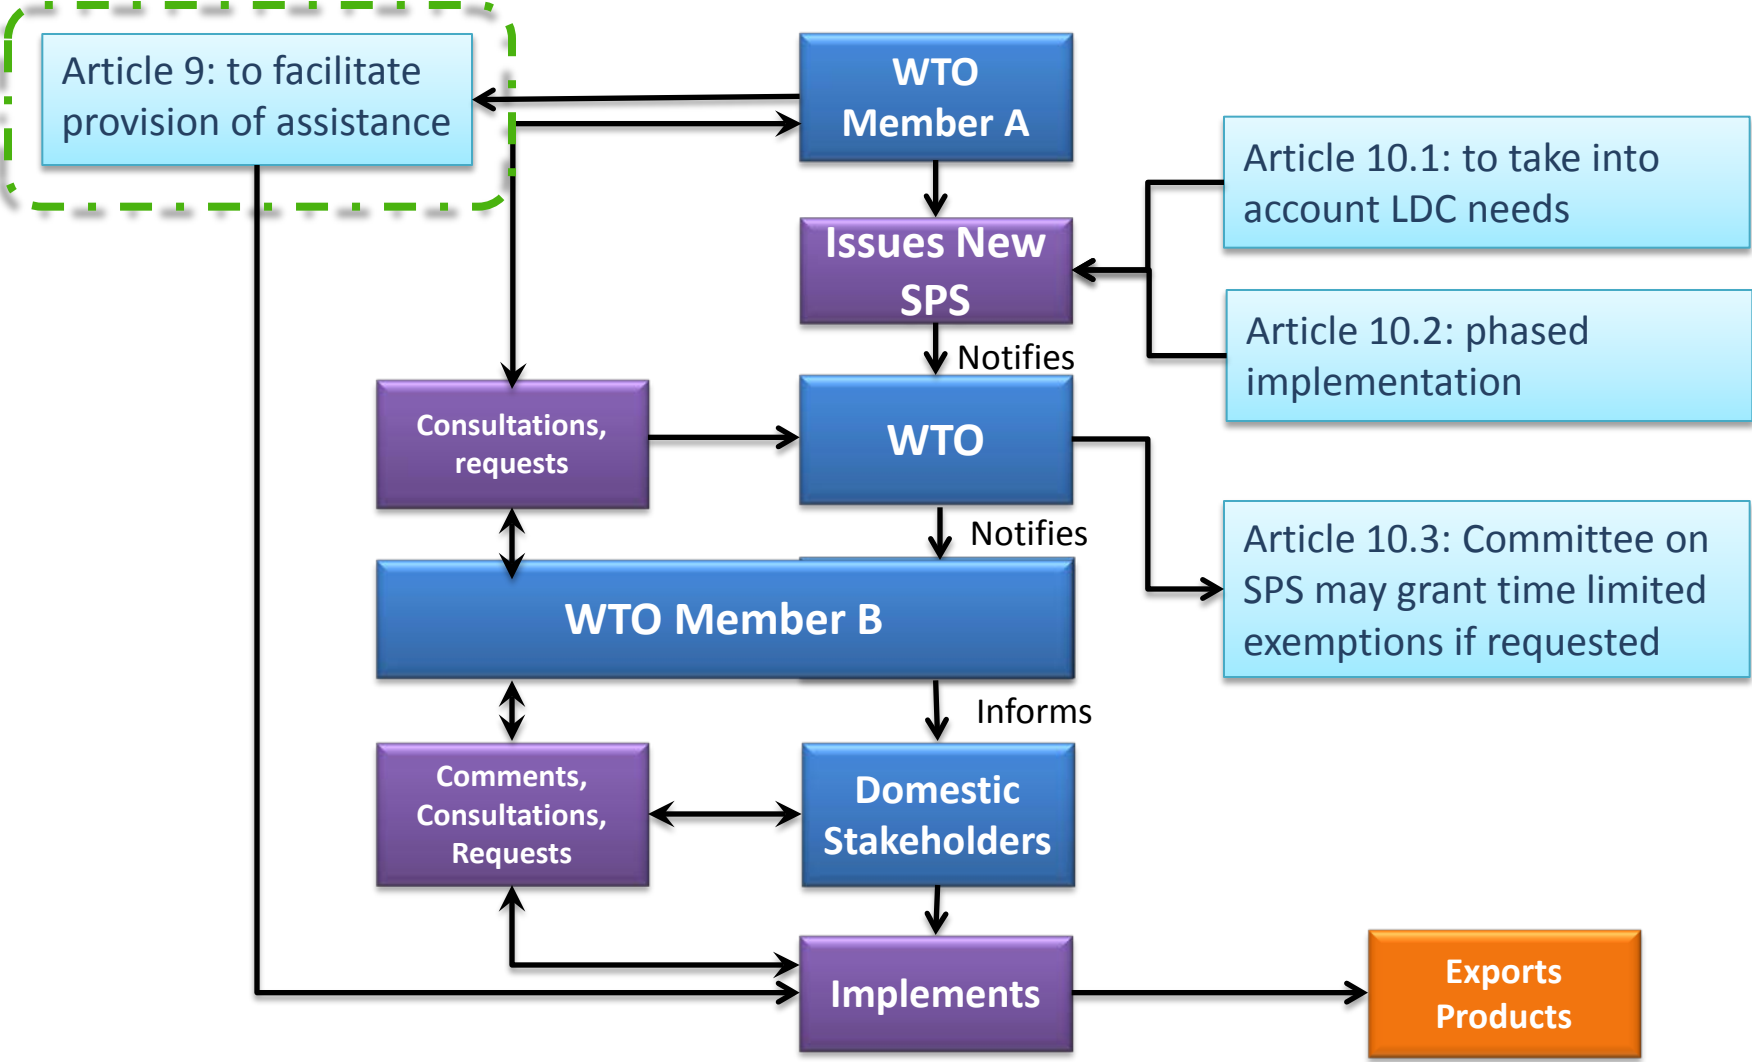 Article 9: to facilitate
provision of assistance
WTO
Member A
Article 10.1: to take into
account LDC needs
Issues New
SPS
Article 10.2: phased
implementation
Notifies
Consultations,
requests
WTO
Notifies
Article 10.3: Committee on
SPS may grant time limited
exemptions if requested
WTO Member B
Informs
Comments,
Consultations,
Requests
Domestic
Stakeholders
Implements
Exports
Products